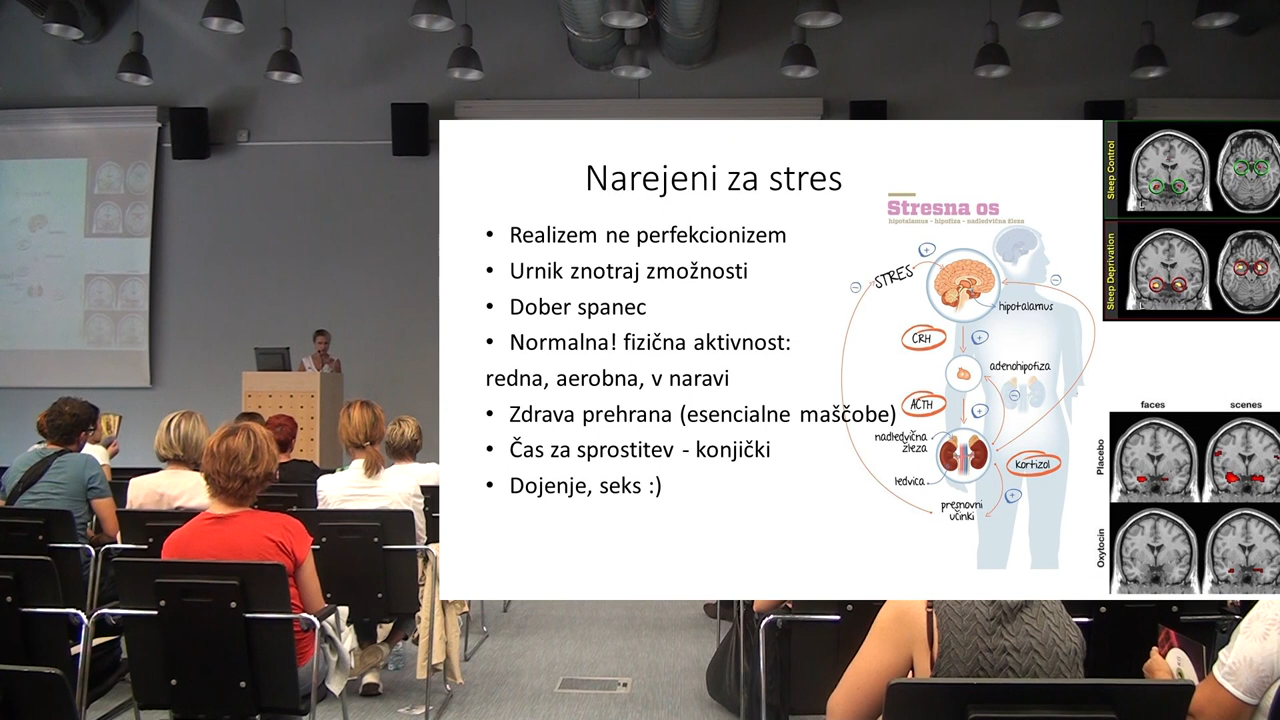 Narejeni za stres
• Realizem ne perfekcionizem
• Urnik znotraj zmožnosti
• Dober spanec
• Normalna! fizična aktivnost:
redna, aerobna, v naravi
• Zdrava prehrana (esencialne maščobe)
• Čas za sprostitev - konjički
• Dojenje, seks :)
Stresna os
hipotalamus - hipofiza - nadledvična žleza
STRES
hipotalamus
CRH
adenohipofiza
ACTH
nadledvična
žleza
kortizol
ledvica
presnovni
učinki
Sleep Control
L
Sleep Deprivation
L
faces
scenes
Placebo
Oxytocin